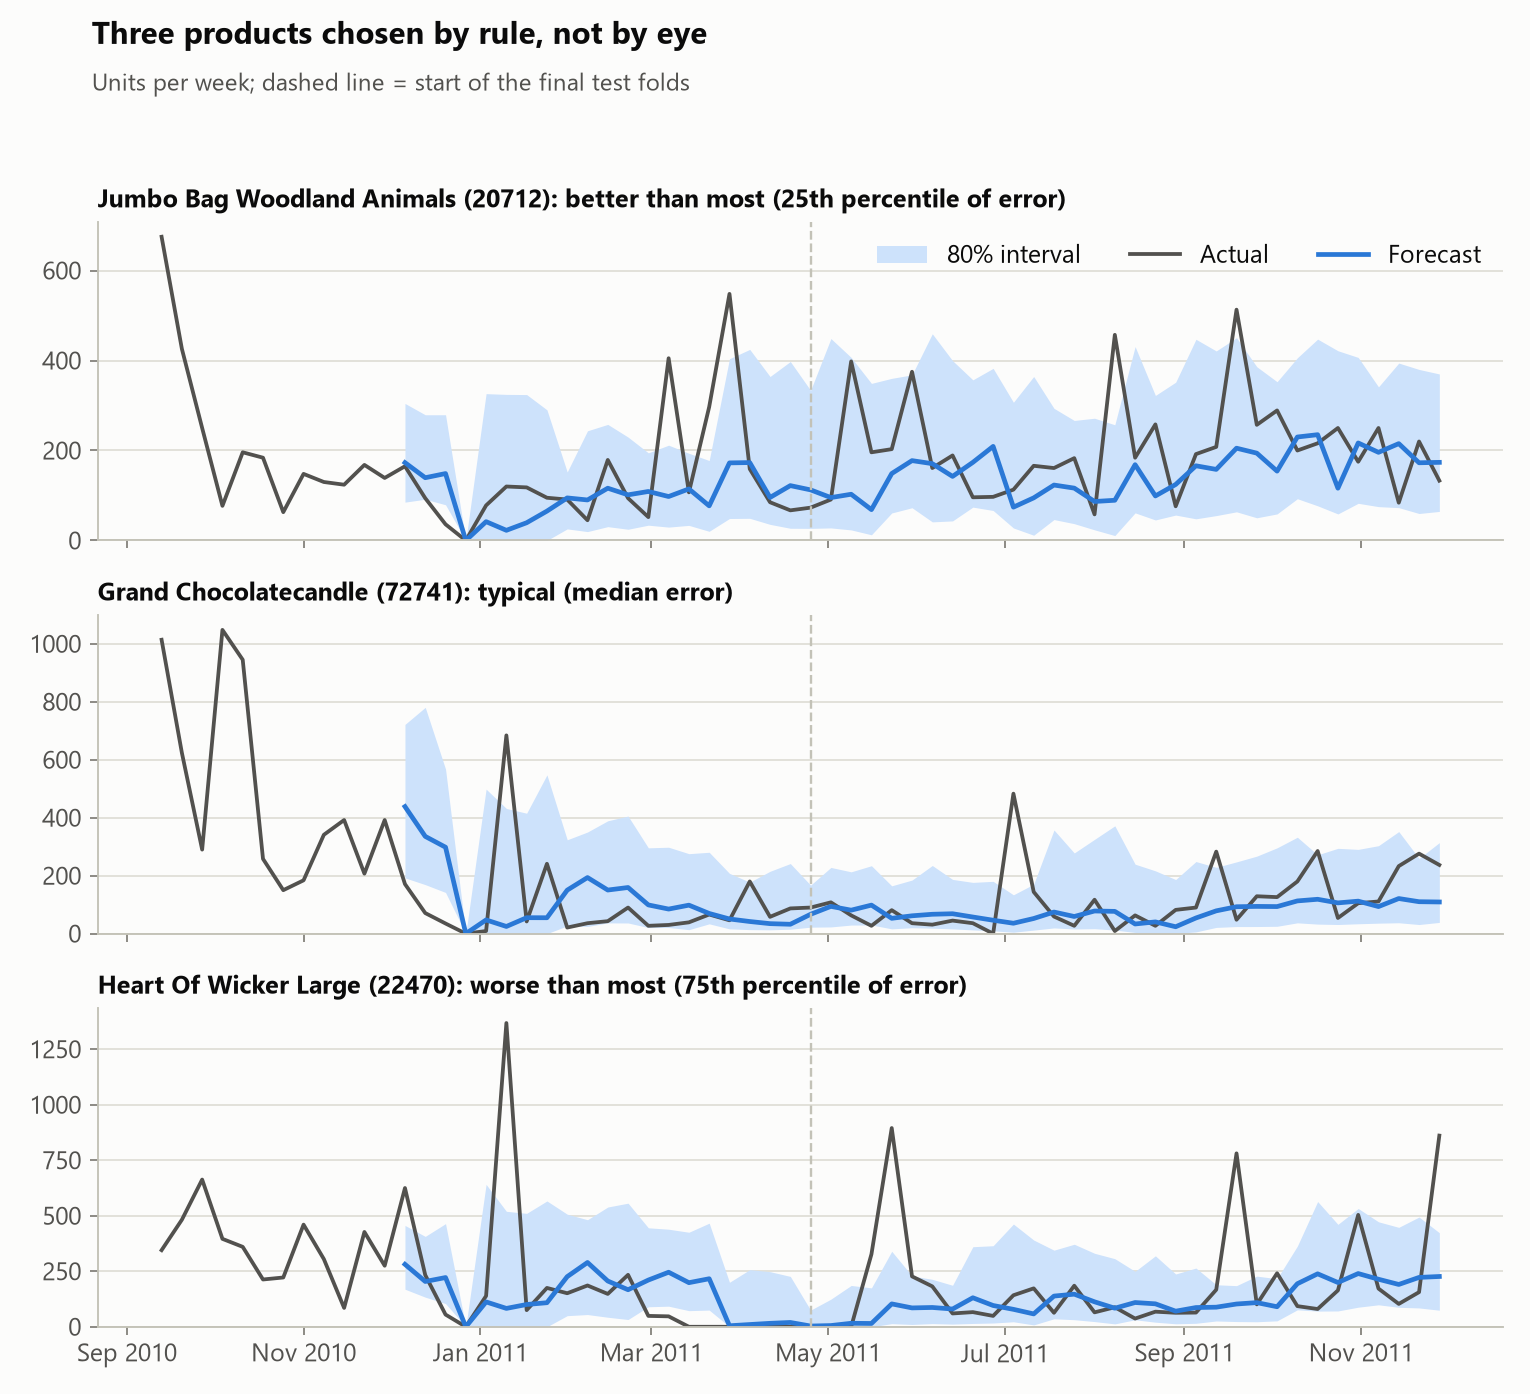 Three products chosen by rule, not by eye
Units per week; dashed line = start of the final test folds
Jumbo Bag Woodland Animals (20712): better than most (25th percentile of error)
80% interval Actual Forecast
600
400
200
0
Grand Chocolatecandle (72741): typical (median error)
1000
800
600
400
200
0
Heart Of Wicker Large (22470): worse than most (75th percentile of error)
1250
1000
750
500
250
0
Sep 2010 Nov 2010 Jan 2011 Mar 2011 May 2011 Jul 2011 Sep 2011 Nov 2011